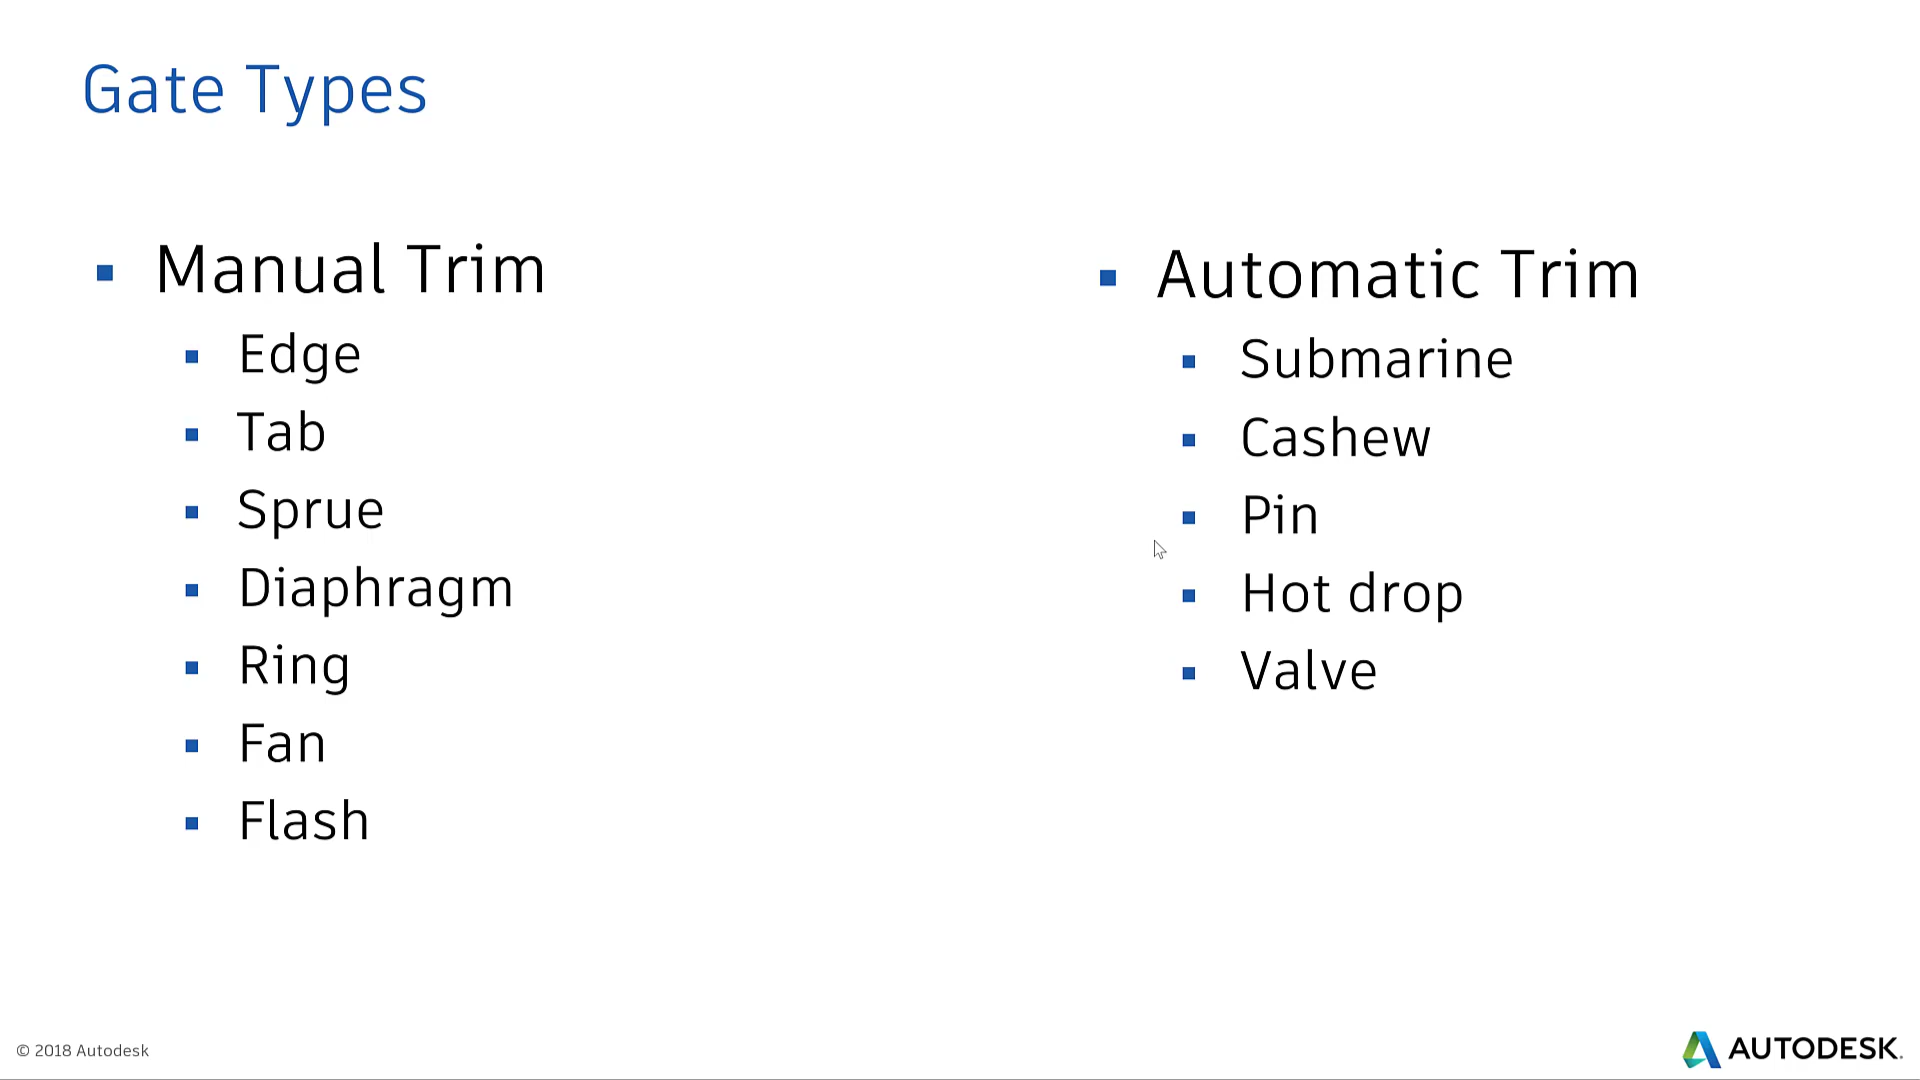 Gate Types
Manual Trim
Edge
Tab
Sprue
Diaphragm
Ring
Fan
Flash
Automatic Trim
Submarine
Cashew
Pin
Hot drop
Valve
© 2018 Autodesk
AUTODESK.